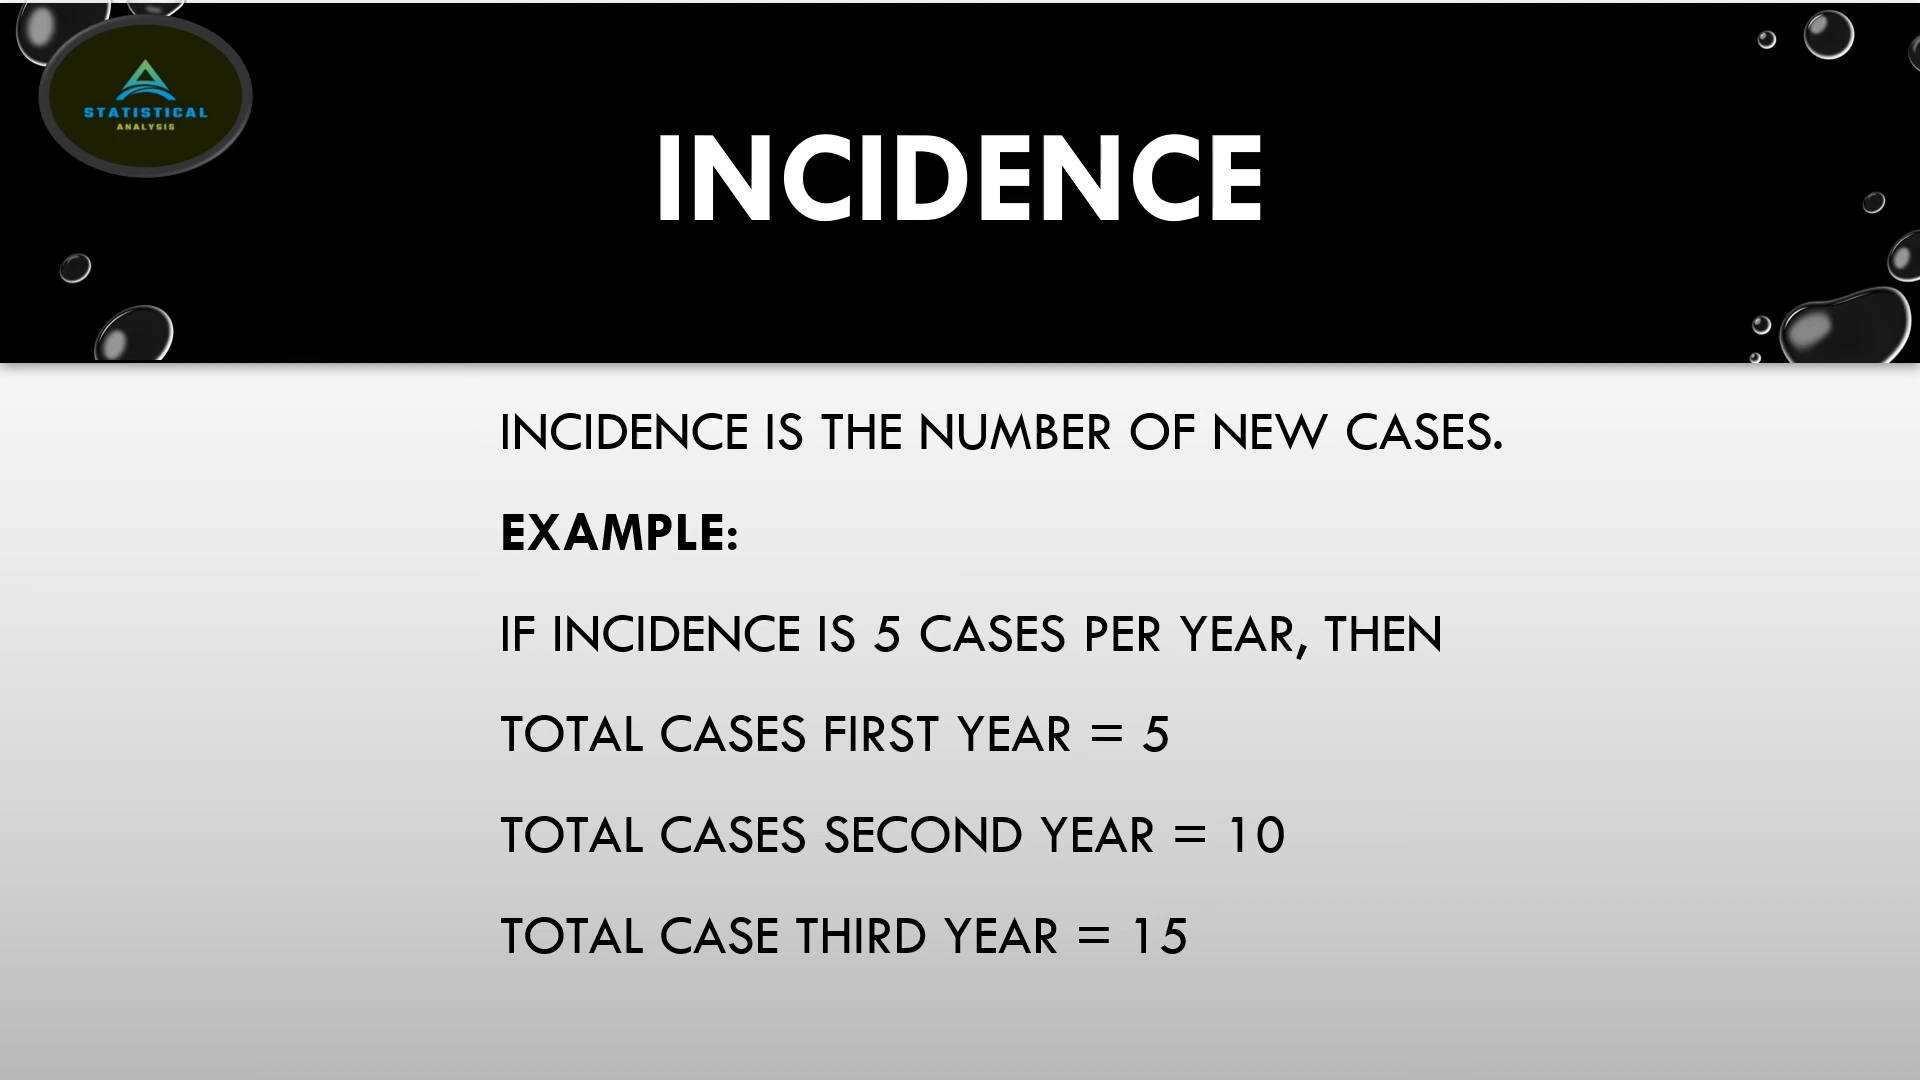 STATISTICAL
ANALYSIS
INCIDENCE
INCIDENCE IS THE NUMBER OF NEW CASES.
EXAMPLE:
IF INCIDENCE IS 5 CASES PER YEAR, THEN
TOTAL CASES FIRST YEAR = 5
TOTAL CASES SECOND YEAR = 10
TOTAL CASE THIRD YEAR = 15